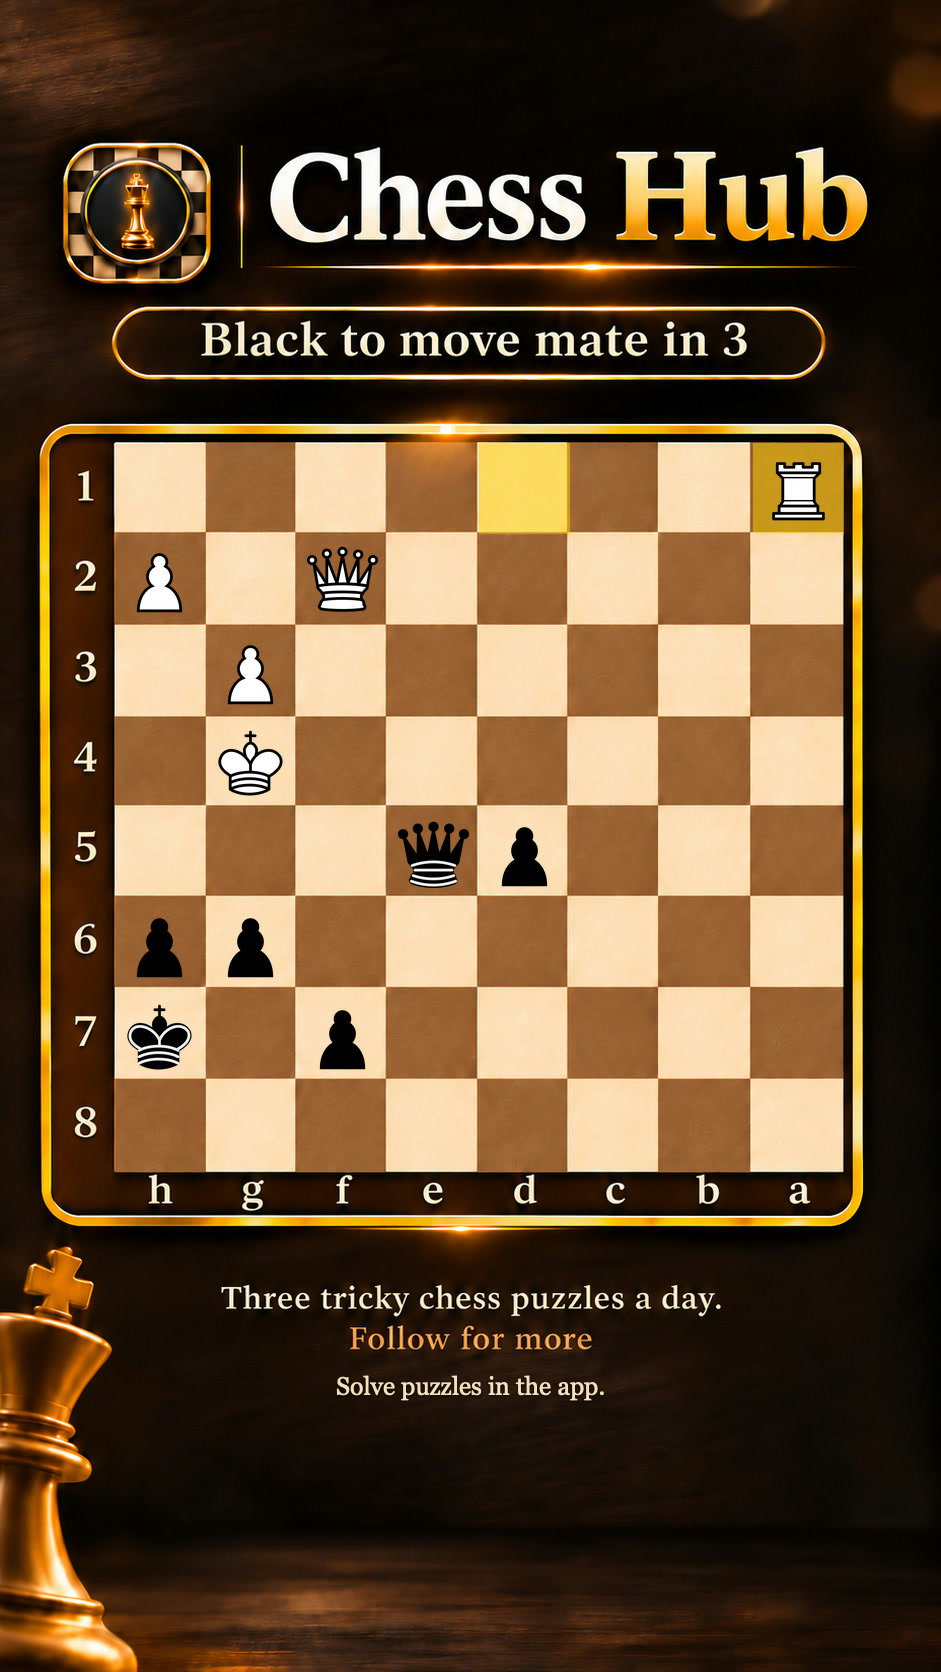 Chess Hub
Black to move mate in 3
1
2
3
4
5
6
7
8
h g f e d c b a
Three tricky chess puzzles a day.
Follow for more
Solve puzzles in the app.